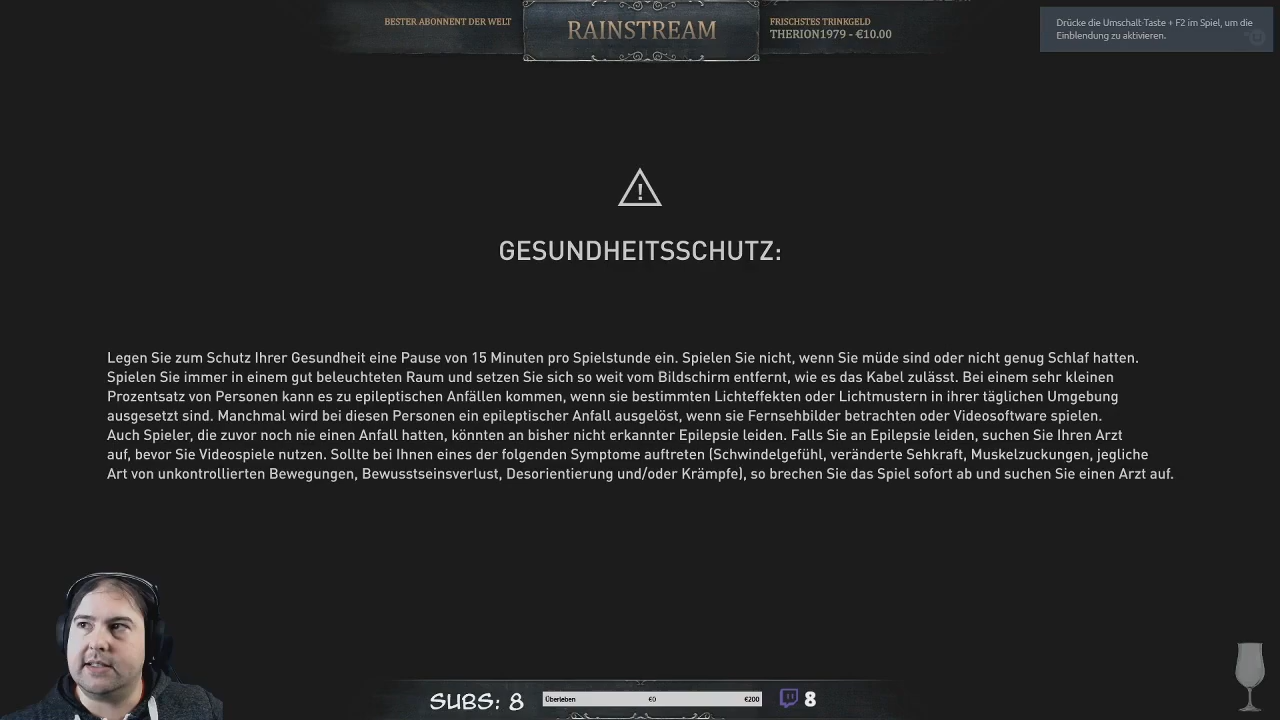 BESTER ABONNENT DER WELT
RAINSTREAM
FRISCHSTES TRINKGELD
THERION1979 - €10.00
Drücke die Umschalt-Taste + F2 im Spiel, um die
Einblendung zu aktivieren.
GESUNDHEITSSCHUTZ:
Legen Sie zum Schutz Ihrer Gesundheit eine Pause von 15 Minuten pro Spielstunde ein. Spielen Sie nicht, wenn Sie müde sind oder nicht genug Schlaf hatten.
Spielen Sie immer in einem gut beleuchteten Raum und setzen Sie sich so weit vom Bildschirm entfernt, wie es das Kabel zulässt. Bei einem sehr kleinen
Prozentsatz von Personen kann es zu epileptischen Anfällen kommen, wenn sie bestimmten Lichteffekten oder Lichtmustern in ihrer täglichen Umgebung
ausgesetzt sind. Manchmal wird bei diesen Personen ein epileptischer Anfall ausgelöst, wenn sie Fernsehbilder betrachten oder Videosoftware spielen.
Auch Spieler, die zuvor noch nie einen Anfall hatten, könnten an bisher nicht erkannter Epilepsie leiden. Falls Sie an Epilepsie leiden, suchen Sie Ihren Arzt
auf, bevor Sie Videospiele nutzen. Sollte bei Ihnen eines der folgenden Symptome auftreten (Schwindelgefühl, veränderte Sehkraft, Muskelzuckungen, jegliche
Art von unkontrollierten Bewegungen, Bewusstseinsverlust, Desorientierung und/oder Krämpfe), so brechen Sie das Spiel sofort ab und suchen Sie einen Arzt auf.
SUBS: 8
Überleben €0 €200
8